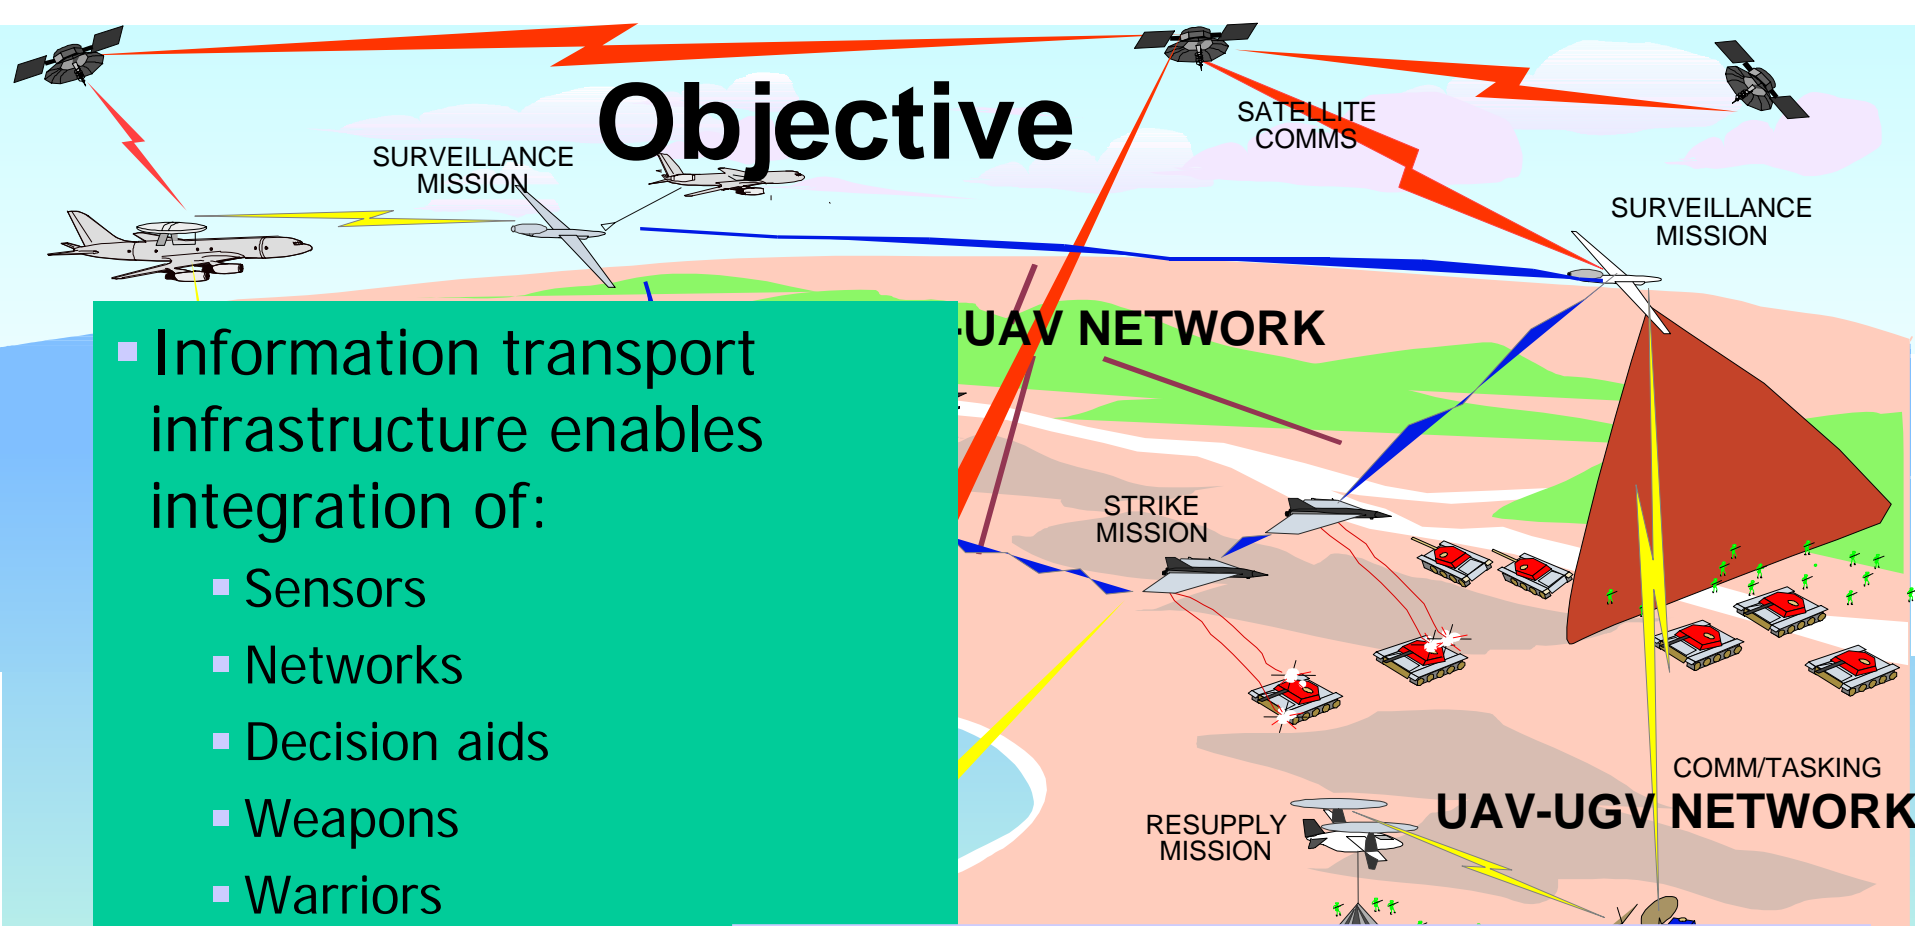 Objective
SATELLITE
COMMS
SURVEILLANCE
MISSION
SURVEILLANCE
MISSION
-UAV NETWORK
Information transport
infrastructure enables
integration of:
Sensors
Networks
Decision aids
Weapons
Warriors
STRIKE
MISSION
COMM/TASKING
UAV-UGV NETWORK
RESUPPLY
MISSION